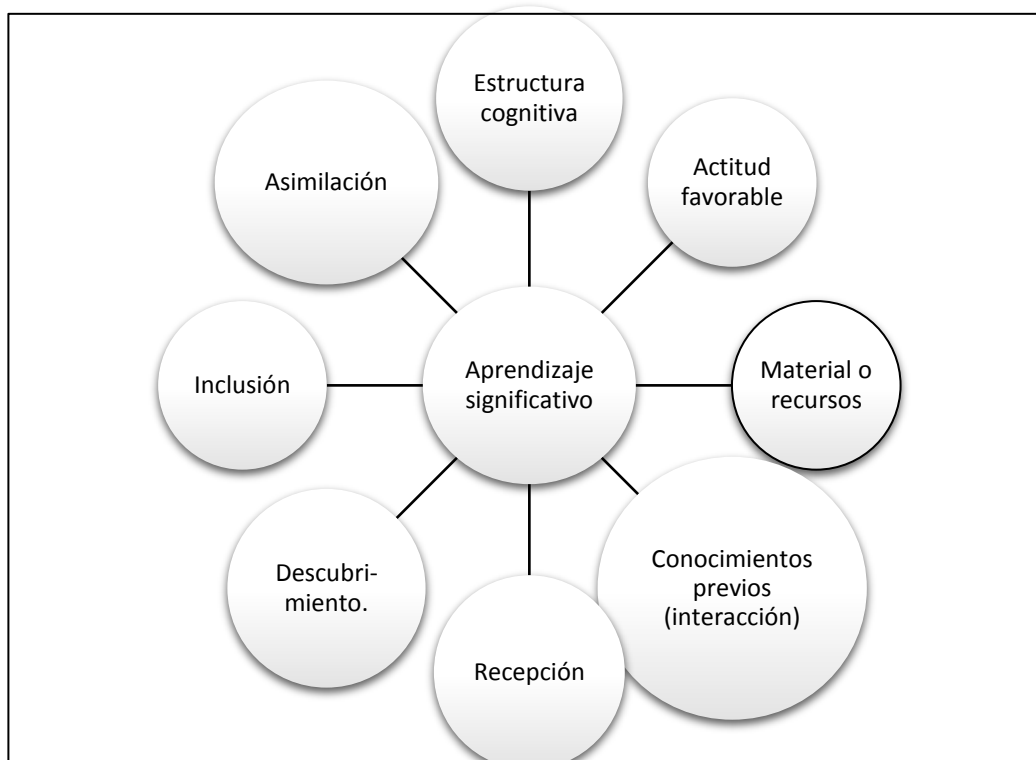 Estructura
cognitiva
Actitud
favorable
Asimilación
Material o
recursos
Aprendizaje
significativo
Inclusión
Conocimientos
previos
(interacción)
Descubri-
miento.
Recepción